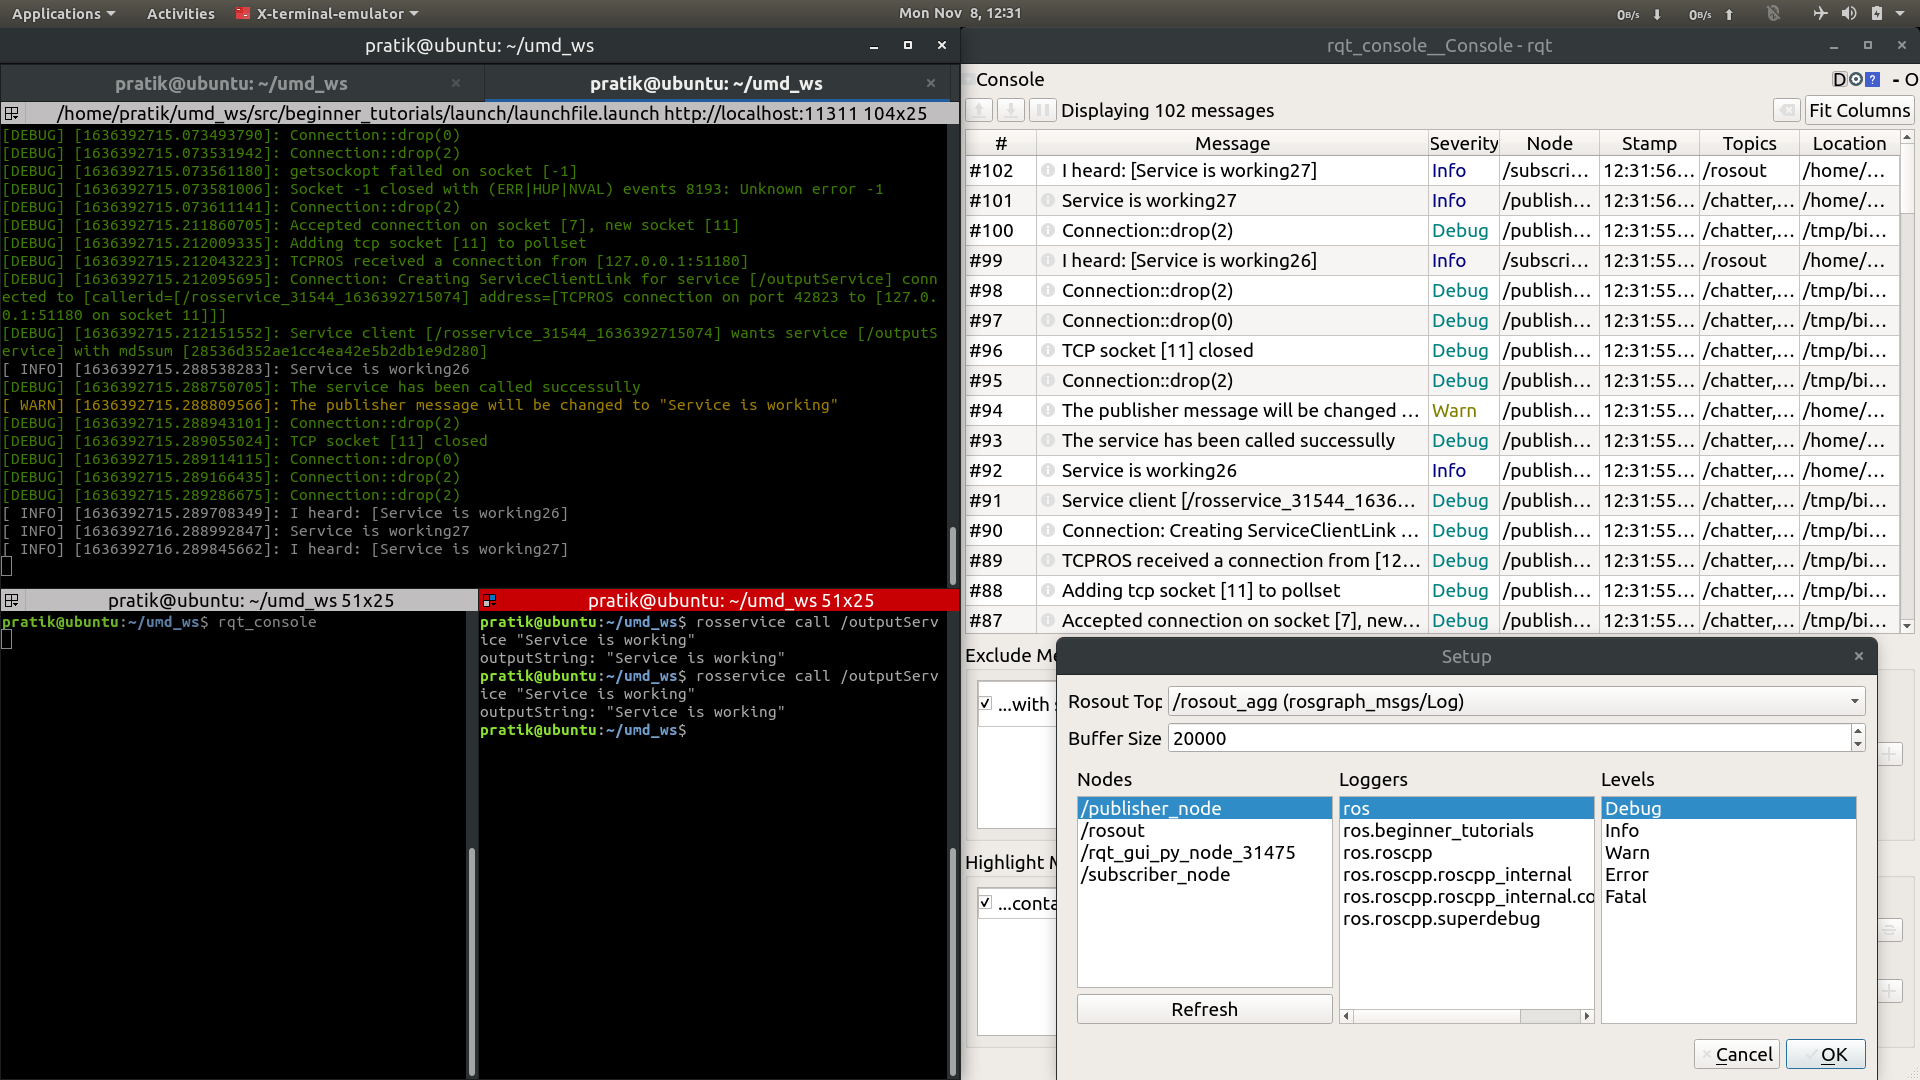 Applications Activities X-terminal-emulator Mon Nov 8, 12:31 0B/s 0B/s
pratik@ubuntu: ~/umd_ws
pratik@ubuntu: ~/umd_ws × pratik@ubuntu: ~/umd_ws ×
/home/pratik/umd_ws/src/beginner_tutorials/launch/launchfile.launch http://localhost:11311 104x25
[DEBUG] [1636392715.073493790]: Connection::drop(0)
[DEBUG] [1636392715.073531942]: Connection::drop(2)
[DEBUG] [1636392715.073561180]: getsockopt failed on socket [-1]
[DEBUG] [1636392715.073581006]: Socket -1 closed with (ERR|HUP|NVAL) events 8193: Unknown error -1
[DEBUG] [1636392715.073611141]: Connection::drop(2)
[DEBUG] [1636392715.211860705]: Accepted connection on socket [7], new socket [11]
[DEBUG] [1636392715.212009335]: Adding tcp socket [11] to pollset
[DEBUG] [1636392715.212043223]: TCPROS received a connection from [127.0.0.1:51180]
[DEBUG] [1636392715.212095695]: Connection: Creating ServiceClientLink for service [/outputService] conn
ected to [callerid=[/rosservice_31544_1636392715074] address=[TCPROS connection on port 42823 to [127.0.
0.1:51180 on socket 11]]]
[DEBUG] [1636392715.212151552]: Service client [/rosservice_31544_1636392715074] wants service [/outputS
ervice] with md5sum [28536d352ae1cc4ea42e5b2db1e9d280]
[ INFO] [1636392715.288538283]: Service is working26
[DEBUG] [1636392715.288750705]: The service has been called successully
[ WARN] [1636392715.288809566]: The publisher message will be changed to "Service is working"
[DEBUG] [1636392715.288943101]: Connection::drop(2)
[DEBUG] [1636392715.289055024]: TCP socket [11] closed
[DEBUG] [1636392715.289114115]: Connection::drop(0)
[DEBUG] [1636392715.289166435]: Connection::drop(2)
[DEBUG] [1636392715.289286675]: Connection::drop(2)
[ INFO] [1636392715.289708349]: I heard: [Service is working26]
[ INFO] [1636392716.288992847]: Service is working27
[ INFO] [1636392716.289845662]: I heard: [Service is working27]
pratik@ubuntu: ~/umd_ws 51x25
pratik@ubuntu:~/umd_ws$ rqt_console
pratik@ubuntu: ~/umd_ws 51x25
pratik@ubuntu:~/umd_ws$ rosservice call /outputServ
ice "Service is working"
outputString: "Service is working"
pratik@ubuntu:~/umd_ws$ rosservice call /outputServ
ice "Service is working"
outputString: "Service is working"
pratik@ubuntu:~/umd_ws$
rqt_console__Console - rqt
Console D ? - O
Displaying 102 messages Fit Columns
# Message Severity Node Stamp Topics Location
#102 I heard: [Service is working27] Info /subscri... 12:31:56... /rosout /home/...
#101 Service is working27 Info /publish... 12:31:56... /chatter,... /home/...
#100 Connection::drop(2) Debug /publish... 12:31:55... /chatter,... /tmp/bi...
#99 I heard: [Service is working26] Info /subscri... 12:31:55... /rosout /home/...
#98 Connection::drop(2) Debug /publish... 12:31:55... /chatter,... /tmp/bi...
#97 Connection::drop(0) Debug /publish... 12:31:55... /chatter,... /tmp/bi...
#96 TCP socket [11] closed Debug /publish... 12:31:55... /chatter,... /tmp/bi...
#95 Connection::drop(2) Debug /publish... 12:31:55... /chatter,... /tmp/bi...
#94 The publisher message will be changed ... Warn /publish... 12:31:55... /chatter,... /home/...
#93 The service has been called successully Debug /publish... 12:31:55... /chatter,... /home/...
#92 Service is working26 Info /publish... 12:31:55... /chatter,... /home/...
#91 Service client [/rosservice_31544_1636... Debug /publish... 12:31:55... /chatter,... /tmp/bi...
#90 Connection: Creating ServiceClientLink ... Debug /publish... 12:31:55... /chatter,... /tmp/bi...
#89 TCPROS received a connection from [12... Debug /publish... 12:31:55... /chatter,... /tmp/bi...
#88 Adding tcp socket [11] to pollset Debug /publish... 12:31:55... /chatter,... /tmp/bi...
#87 Accepted connection on socket [7], new... Debug /publish... 12:31:55... /chatter,... /tmp/bi...
Exclude Me
...with s
Highlight M
...conta
Setup
Rosout Top /rosout_agg (rosgraph_msgs/Log)
Buffer Size 20000
Nodes Loggers Levels
/publisher_node ros Debug
/rosout ros.beginner_tutorials Info
/rqt_gui_py_node_31475 ros.roscpp Warn
/subscriber_node ros.roscpp.roscpp_internal Error
ros.roscpp.roscpp_internal.co Fatal
ros.roscpp.superdebug
Refresh
Cancel OK